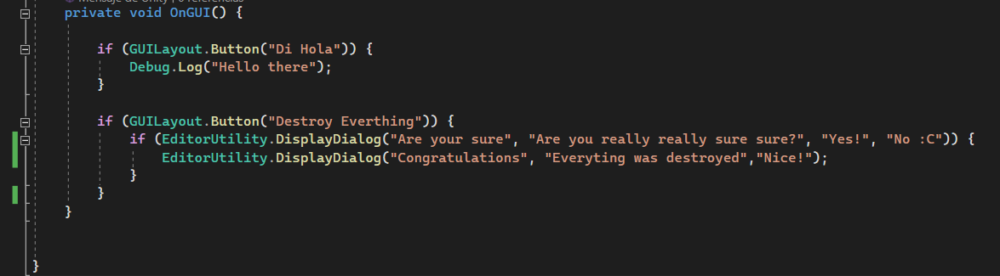 Mensaje de Unity | 0 referencias
private void OnGUI() {
if (GUILayout.Button("Di Hola")) {
Debug.Log("Hello there");
}
if (GUILayout.Button("Destroy Everthing")) {
if (EditorUtility.DisplayDialog("Are your sure", "Are you really really sure sure?", "Yes!", "No :C")) {
EditorUtility.DisplayDialog("Congratulations", "Everyting was destroyed","Nice!");
}
}
}
}